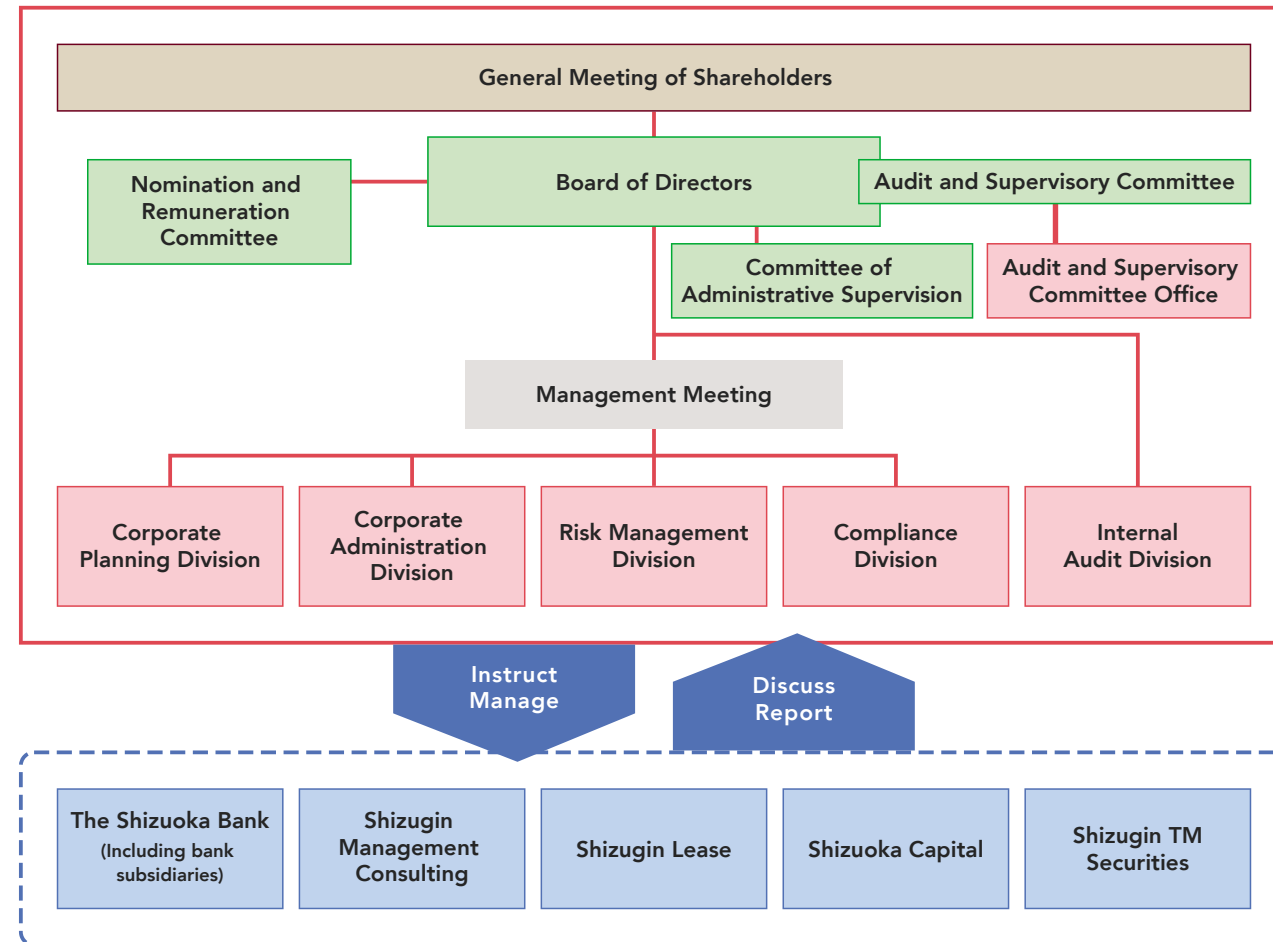 General Meeting of Shareholders
Nomination and
Remuneration
Committee
Board of Directors
Audit and Supervisory Committee
Committee of
Administrative Supervision
Audit and Supervisory
Committee Office
Management Meeting
Corporate
Planning Division
Corporate
Administration
Division
Risk Management
Division
Compliance
Division
Internal
Audit Division
Instruct
Manage
Discuss
Report
The Shizuoka Bank
(Including bank
subsidiaries)
Shizugin
Management
Consulting
Shizugin Lease
Shizuoka Capital
Shizugin TM
Securities